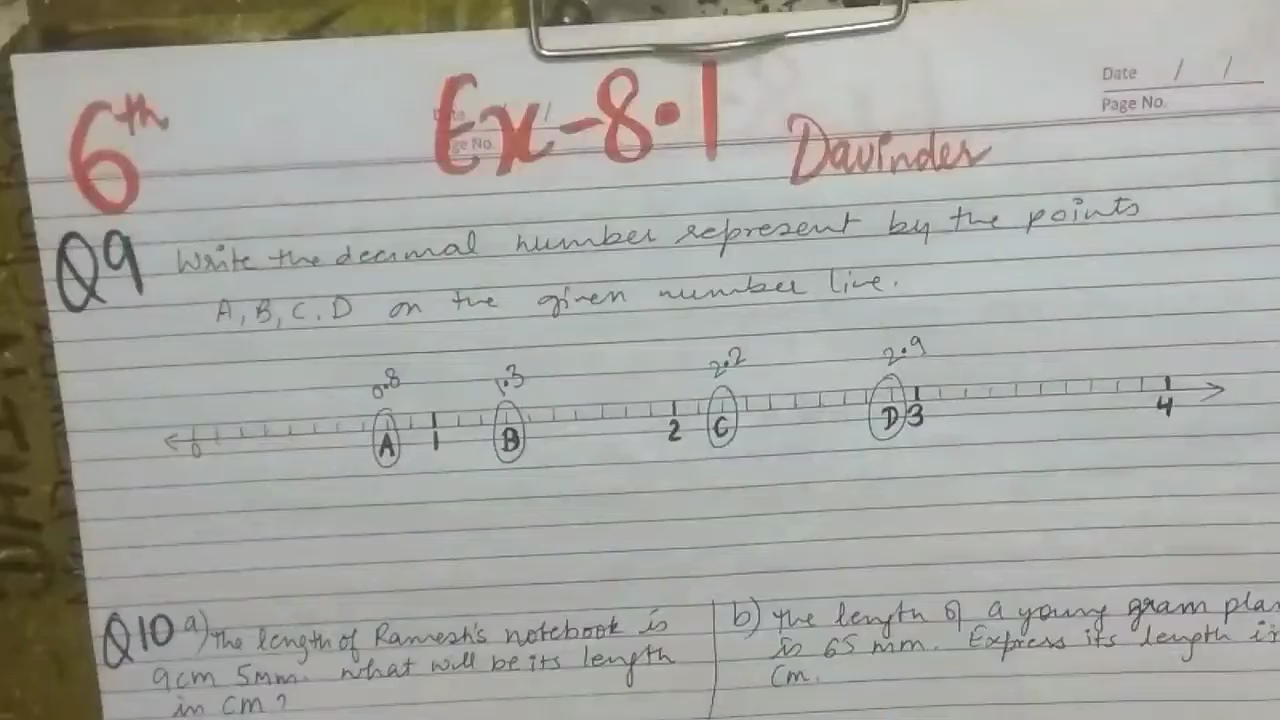 Date / /
Page No.
6th Ex-8.1 Davinder
Q9 Write the decimal number represent by the points
A, B, C, D on the given number line.
0.8 1.3 2.2 2.9
0 A 1 B 2 C D 3 4
Q10 a) The length of Ramesh's notebook is
9cm 5mm. what will be its length
in cm?
b) The length of a young gram plan
is 65 mm. Express its length in
cm.